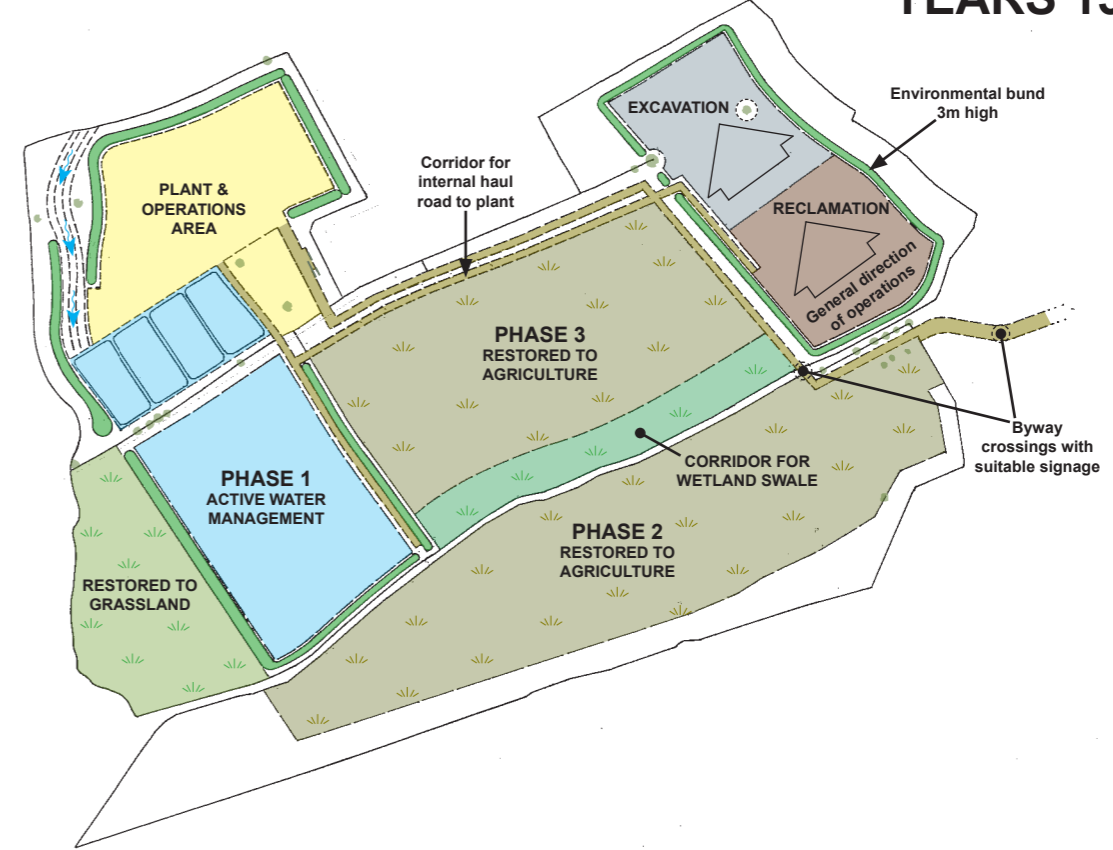 YEARS 15
EXCAVATION
Environmental bund
3m high
Corridor for
internal haul
road to plant
PLANT &
OPERATIONS
AREA
RECLAMATION
General direction
of operations
PHASE 3
RESTORED TO
AGRICULTURE
Byway
crossings with
suitable signage
CORRIDOR FOR
WETLAND SWALE
PHASE 1
ACTIVE WATER
MANAGEMENT
PHASE 2
RESTORED TO
AGRICULTURE
RESTORED TO
GRASSLAND